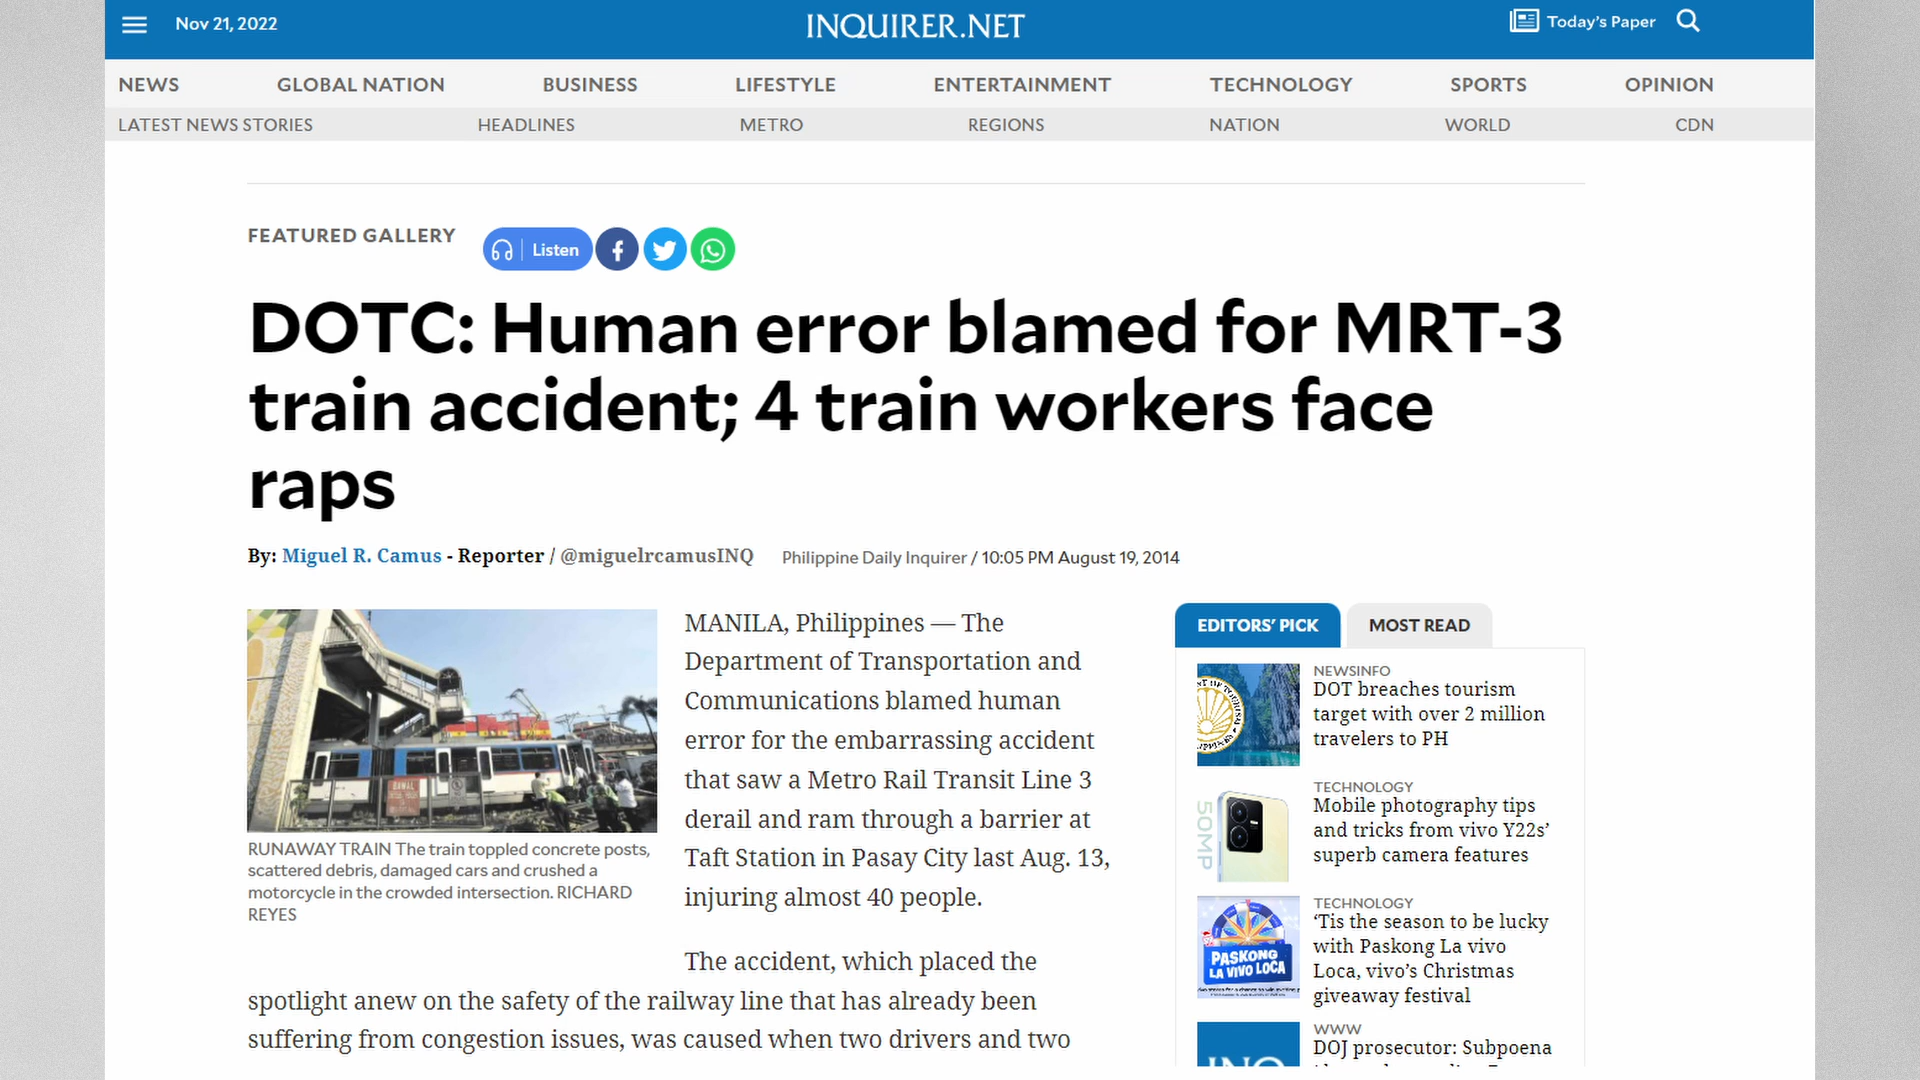 Nov 21, 2022
INQUIRER.NET
Today's Paper
NEWS GLOBAL NATION BUSINESS LIFESTYLE ENTERTAINMENT TECHNOLOGY SPORTS OPINION
LATEST NEWS STORIES HEADLINES METRO REGIONS NATION WORLD CDN
FEATURED GALLERY
Listen
DOTC: Human error blamed for MRT-3
train accident; 4 train workers face
raps
By: Miguel R. Camus - Reporter / @miguelrcamusINQ
Philippine Daily Inquirer / 10:05 PM August 19, 2014
BAWAL
RUNAWAY TRAIN The train toppled concrete posts,
scattered debris, damaged cars and crushed a
motorcycle in the crowded intersection. RICHARD
REYES
MANILA, Philippines — The
Department of Transportation and
Communications blamed human
error for the embarrassing accident
that saw a Metro Rail Transit Line 3
derail and ram through a barrier at
Taft Station in Pasay City last Aug. 13,
injuring almost 40 people.
The accident, which placed the
spotlight anew on the safety of the railway line that has already been
suffering from congestion issues, was caused when two drivers and two
EDITORS' PICK
MOST READ
NEWSINFO
DOT breaches tourism
target with over 2 million
travelers to PH
50MP
TECHNOLOGY
Mobile photography tips
and tricks from vivo Y22s'
superb camera features
PASKONG
LA VIVO LOCA
TECHNOLOGY
'Tis the season to be lucky
with Paskong La vivo
Loca, vivo's Christmas
giveaway festival
INQ
WWW
DOJ prosecutor: Subpoena